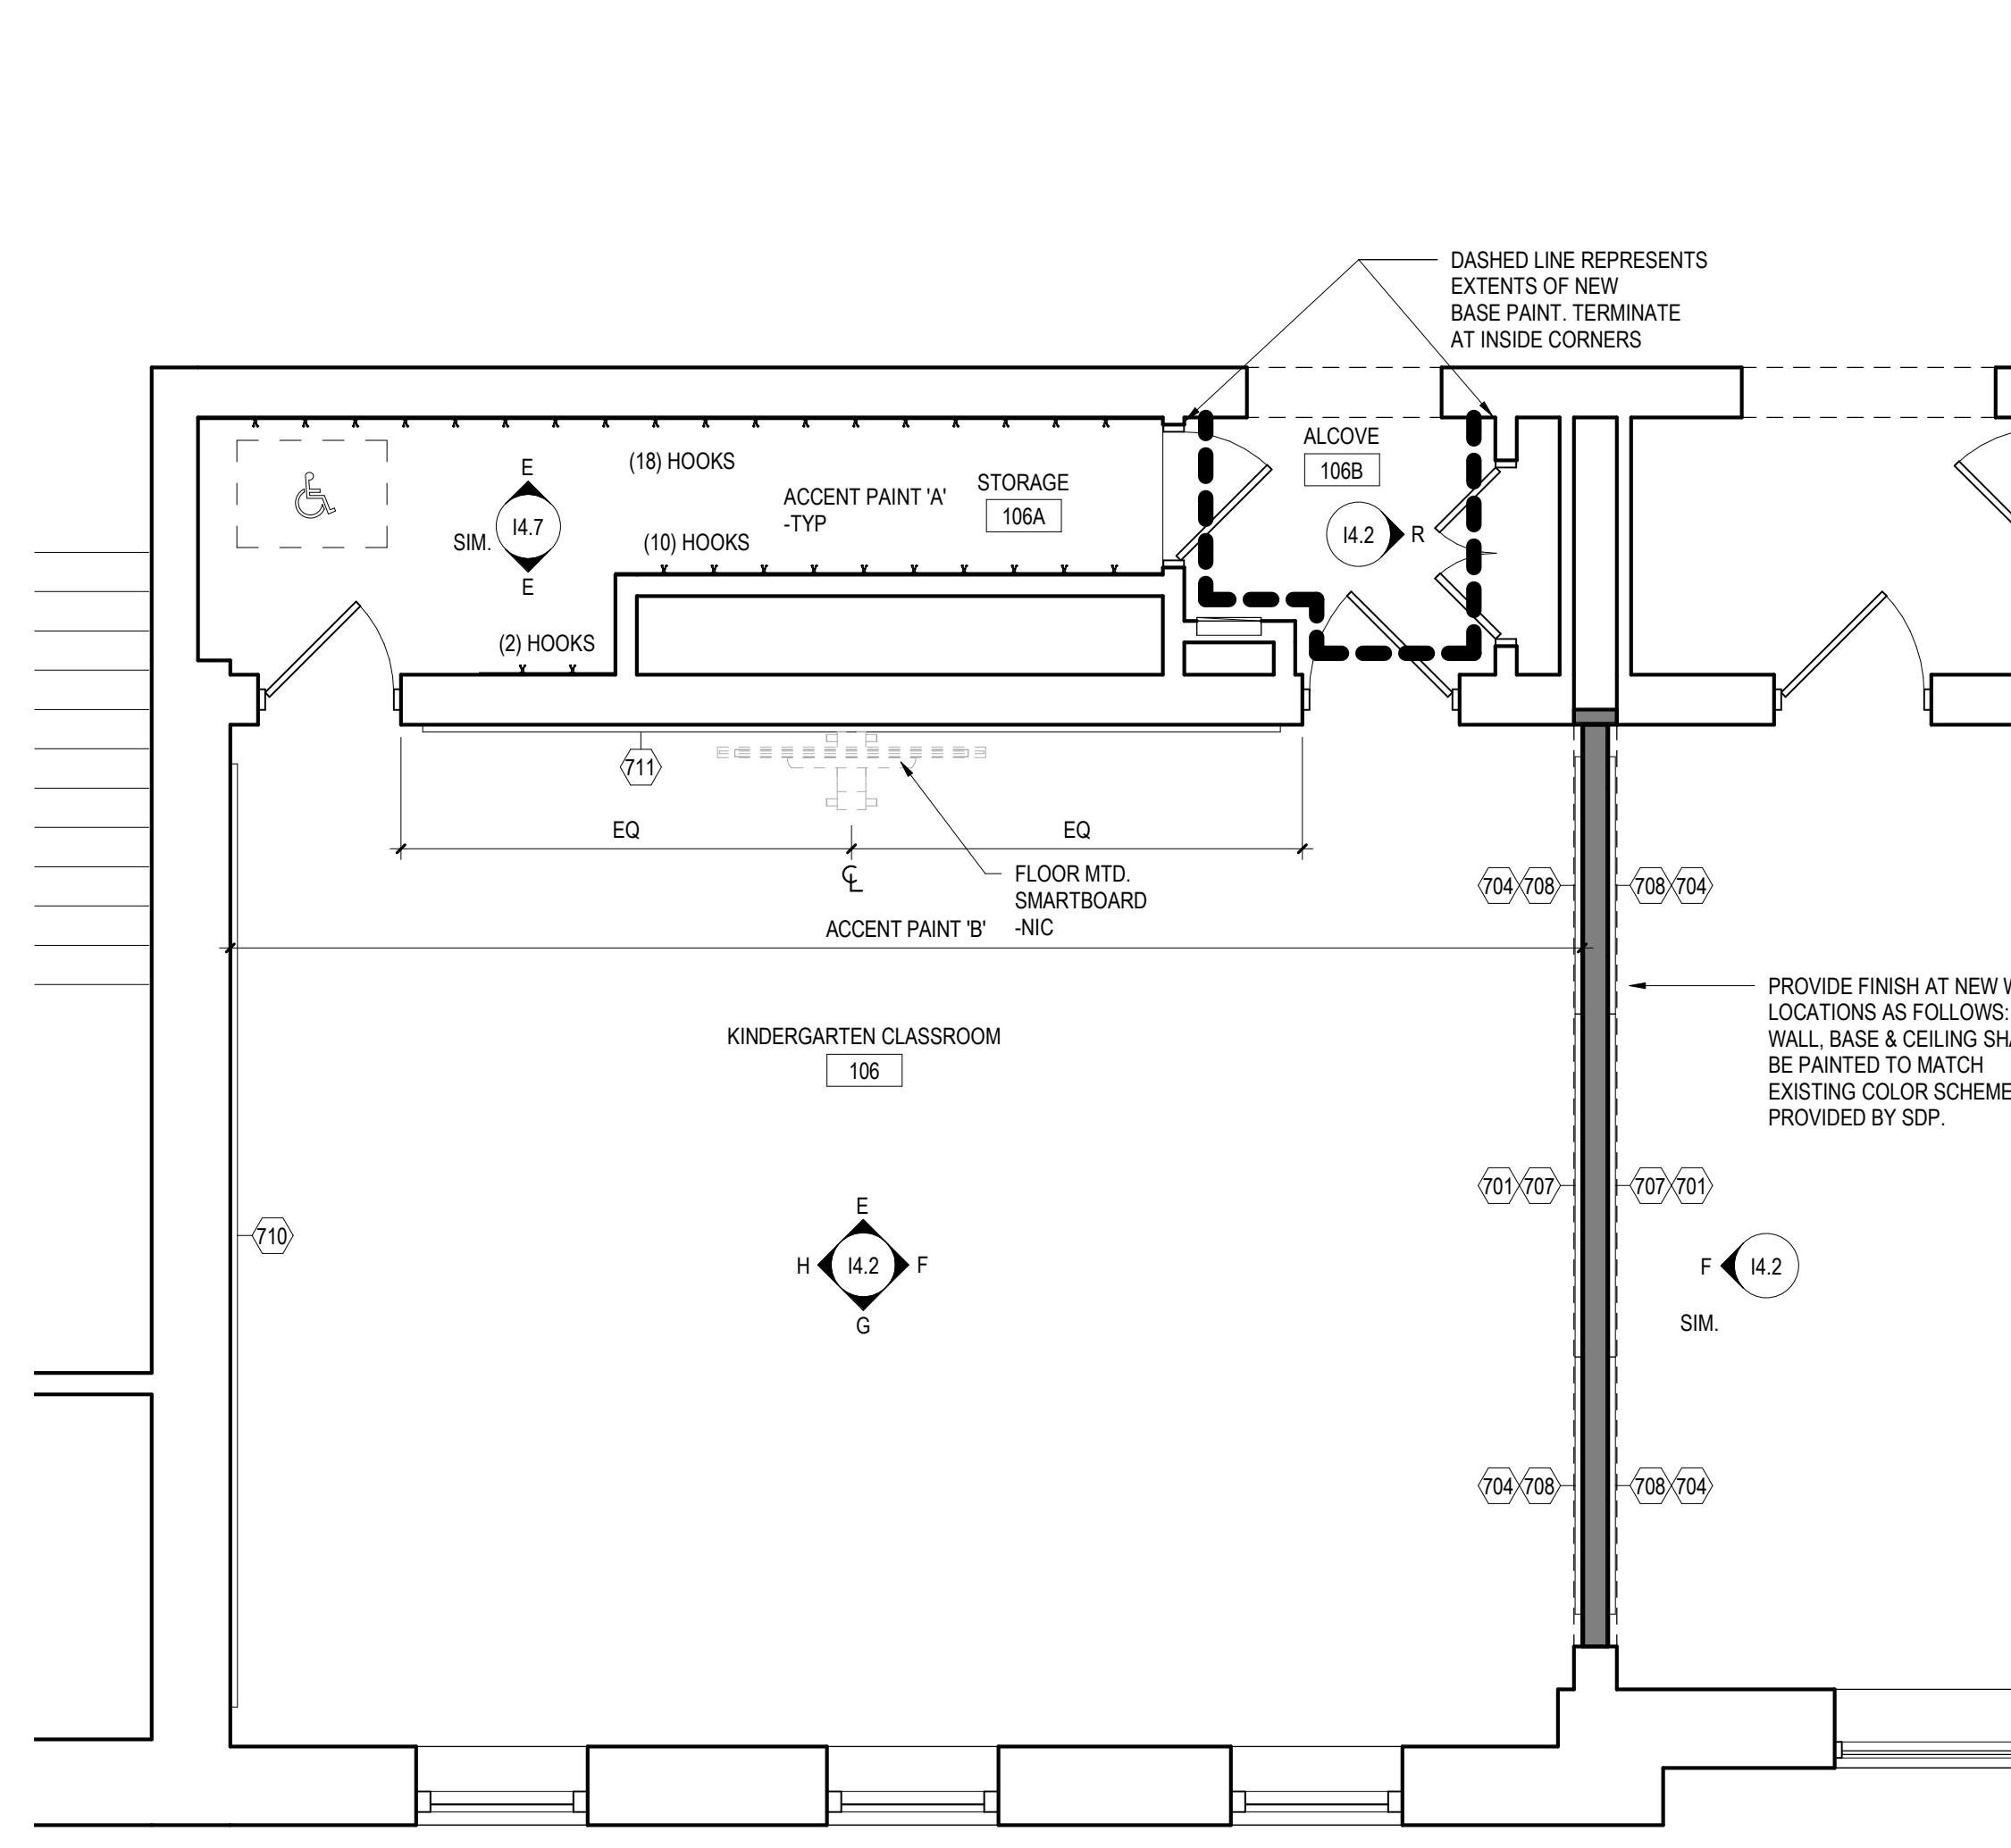 DASHED LINE REPRESENTS
EXTENTS OF NEW
BASE PAINT. TERMINATE
AT INSIDE CORNERS
ALCOVE
106B
(18) HOOKS
STORAGE
106A
ACCENT PAINT 'A'
-TYP
E
I4.7
SIM.
E
(10) HOOKS
I4.2
R
(2) HOOKS
711
EQ
EQ
FLOOR MTD.
SMARTBOARD
-NIC
CL
ACCENT PAINT 'B'
704
708
708
704
PROVIDE FINISH AT NEW
LOCATIONS AS FOLLOWS:
WALL, BASE & CEILING
BE PAINTED TO MATCH
EXISTING COLOR SCHEME
PROVIDED BY SDP.
KINDERGARTEN CLASSROOM
106
701
707
707
701
710
E
H
I4.2
F
G
F
I4.2
SIM.
704
708
708
704